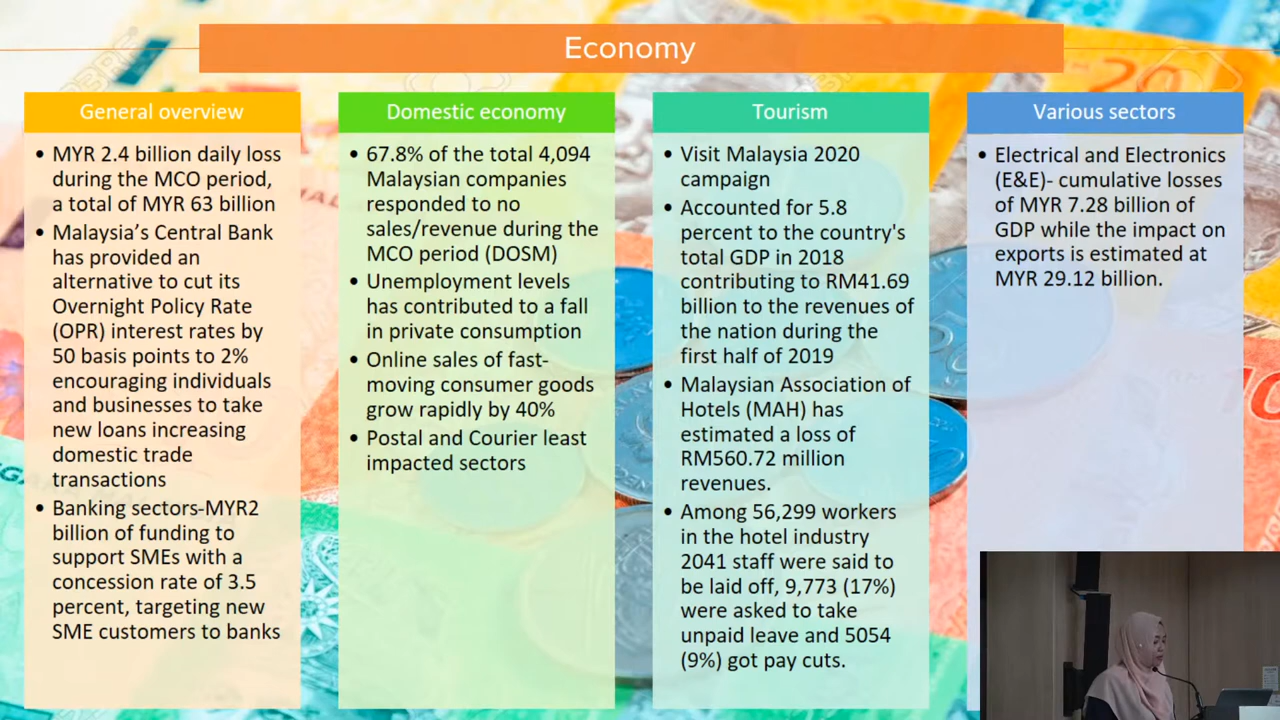 Economy
General overview
• MYR 2.4 billion daily loss
during the MCO period,
a total of MYR 63 billion
• Malaysia's Central Bank
has provided an
alternative to cut its
Overnight Policy Rate
(OPR) interest rates by
50 basis points to 2%
encouraging individuals
and businesses to take
new loans increasing
domestic trade
transactions
• Banking sectors-MYR2
billion of funding to
support SMEs with a
concession rate of 3.5
percent, targeting new
SME customers to banks
Domestic economy
• 67.8% of the total 4,094
Malaysian companies
responded to no
sales/revenue during the
MCO period (DOSM)
• Unemployment levels
has contributed to a fall
in private consumption
• Online sales of fast-
moving consumer goods
grow rapidly by 40%
• Postal and Courier least
impacted sectors
Tourism
• Visit Malaysia 2020
campaign
• Accounted for 5.8
percent to the country's
total GDP in 2018
contributing to RM41.69
billion to the revenues of
the nation during the
first half of 2019
• Malaysian Association of
Hotels (MAH) has
estimated a loss of
RM560.72 million
revenues.
• Among 56,299 workers
in the hotel industry
2041 staff were said to
be laid off, 9,773 (17%)
were asked to take
unpaid leave and 5054
(9%) got pay cuts.
Various sectors
• Electrical and Electronics
(E&E)- cumulative losses
of MYR 7.28 billion of
GDP while the impact on
exports is estimated at
MYR 29.12 billion.
20